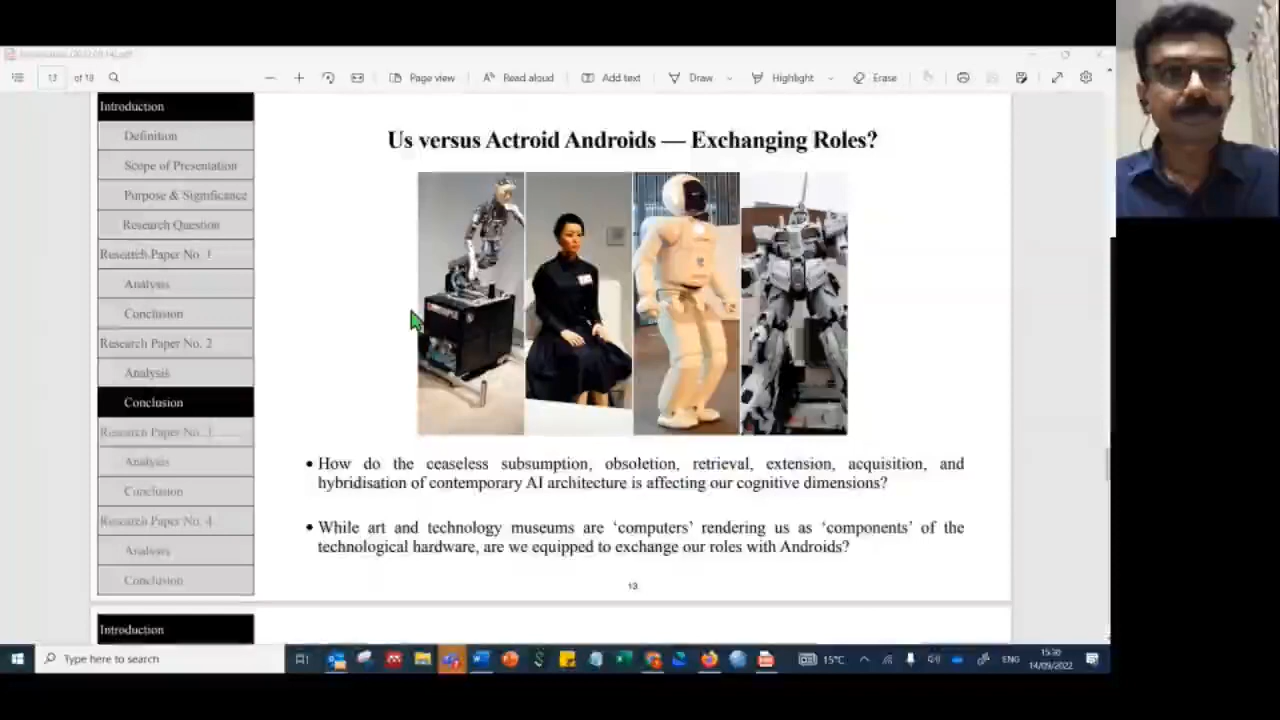 13
of 18
Page view
Read aloud
Add text
Draw
Highlight
Erase
Introduction
Definition
Scope of Presentation
Purpose & Significance
Research Question
Research Paper No. 1
Analysis
Conclusion
Research Paper No. 2
Analysis
Conclusion
Research Paper No.
Analysis
Conclusion
Research Paper No. 4
Analysis
Conclusion
Us versus Actroid Androids — Exchanging Roles?
• How do the ceaseless subsumption, obsoletion, retrieval, extension, acquisition, and
hybridisation of contemporary AI architecture is affecting our cognitive dimensions?
• While art and technology museums are ‘computers’ rendering us as ‘components’ of the
technological hardware, are we equipped to exchange our roles with Androids?
13
Introduction
Type here to search
15°C
ENG
15:30
14/09/2022